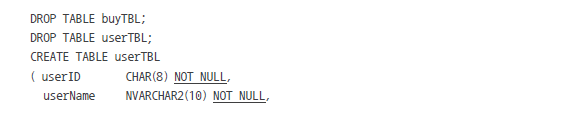 DROP TABLE buyTBL;
DROP TABLE userTBL;
CREATE TABLE userTBL
( userID CHAR(8) NOT NULL,
userName NVARCHAR2(10) NOT NULL,